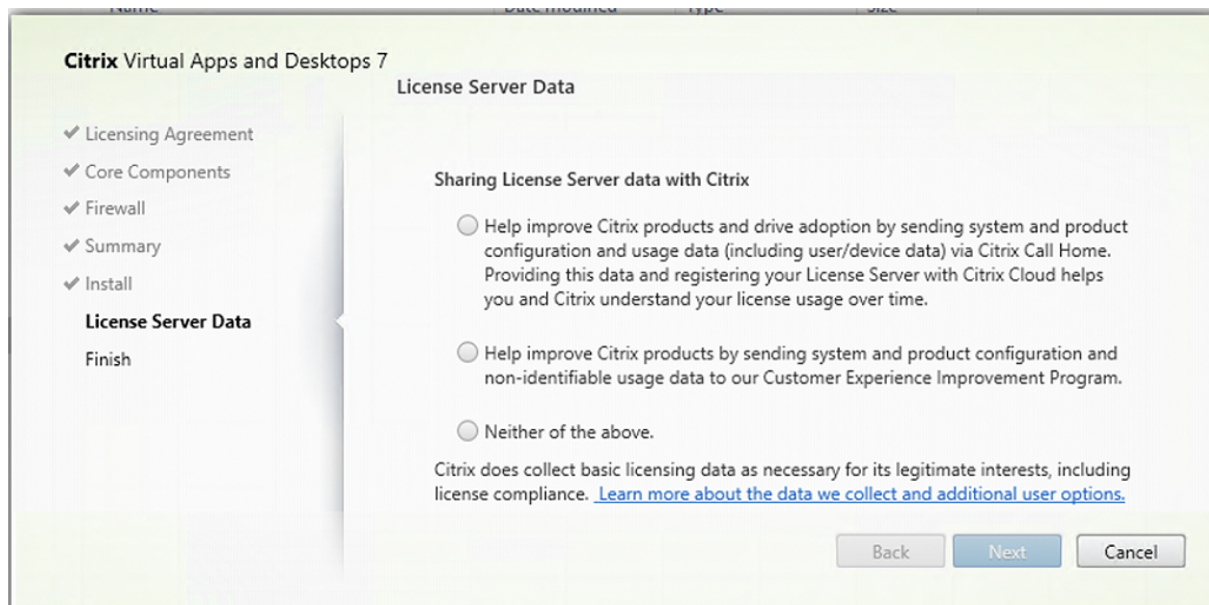 Citrix Virtual Apps and Desktops 7
License Server Data
✓ Licensing Agreement
✓ Core Components
✓ Firewall
✓ Summary
✓ Install
License Server Data
Finish
Sharing License Server data with Citrix
Help improve Citrix products and drive adoption by sending system and product
configuration and usage data (including user/device data) via Citrix Call Home.
Providing this data and registering your License Server with Citrix Cloud helps
you and Citrix understand your license usage over time.
Help improve Citrix products by sending system and product configuration and
non-identifiable usage data to our Customer Experience Improvement Program.
Neither of the above.
Citrix does collect basic licensing data as necessary for its legitimate interests, including
license compliance. Learn more about the data we collect and additional user options.
Back Next Cancel